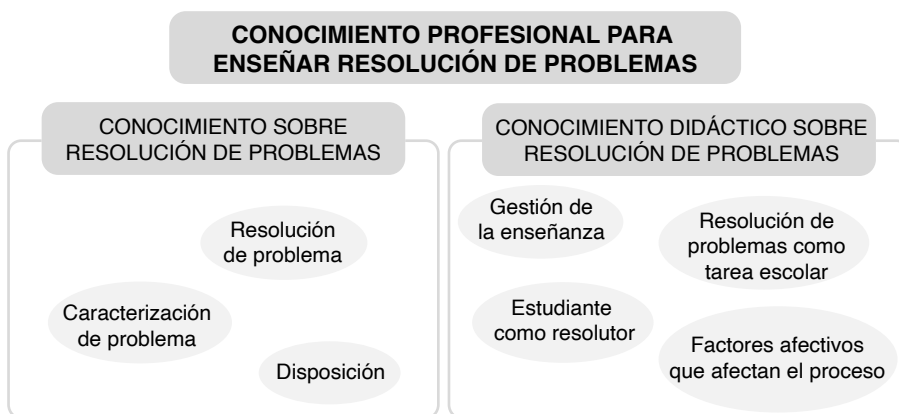 CONOCIMIENTO PROFESIONAL PARA
ENSEÑAR RESOLUCIÓN DE PROBLEMAS
CONOCIMIENTO SOBRE
RESOLUCIÓN DE PROBLEMAS
Resolución
de problema
Caracterización
de problema
Disposición
CONOCIMIENTO DIDÁCTICO SOBRE
RESOLUCIÓN DE PROBLEMAS
Gestión de
la enseñanza
Resolución de
problemas como
tarea escolar
Estudiante
como resolutor
Factores afectivos
que afectan el proceso